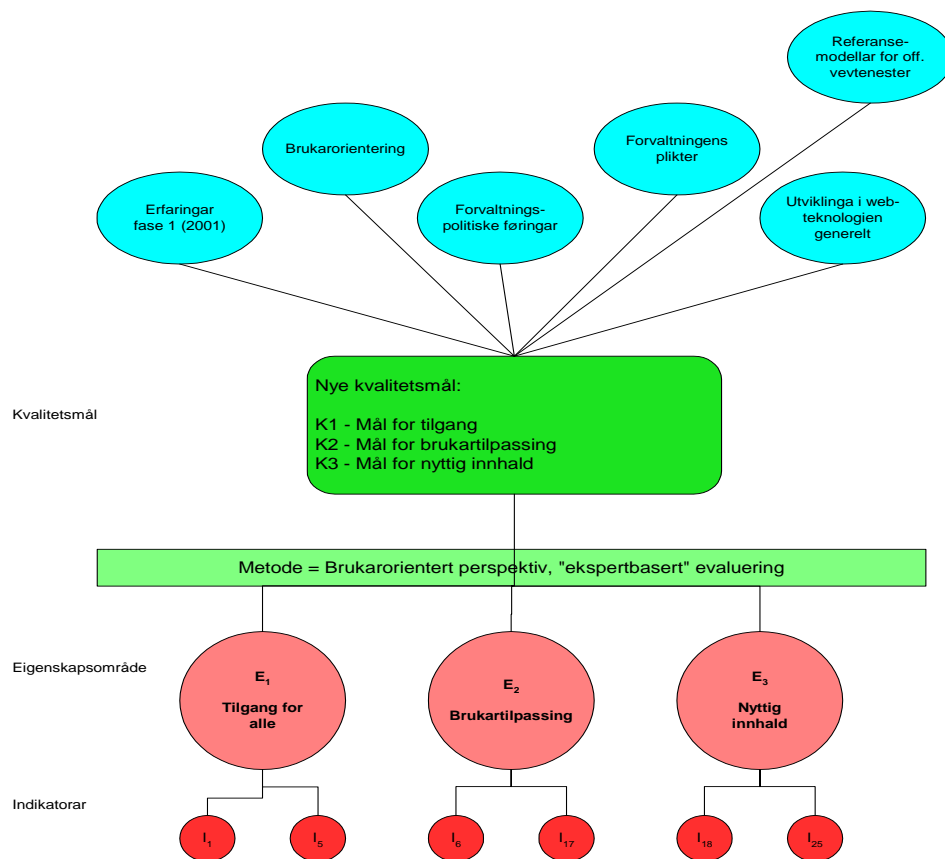 Referanse-
modellar for off.
vevtenester
Brukarorientering
Forvaltningens
plikter
Erfaringar
fase 1 (2001)
Forvaltnings-
politiske føringar
Utviklinga i web-
teknologien
generelt
Kvalitetsmål
Nye kvalitetsmål:
K1 - Mål for tilgang
K2 - Mål for brukartilpassing
K3 - Mål for nyttig innhald
Metode = Brukarorientert perspektiv, "ekspertbasert" evaluering
Eigenskapsområde
E1
Tilgang for
alle
E2
Brukartilpassing
E3
Nyttig
innhald
Indikatorar
I1
I5
I6
I17
I18
I25